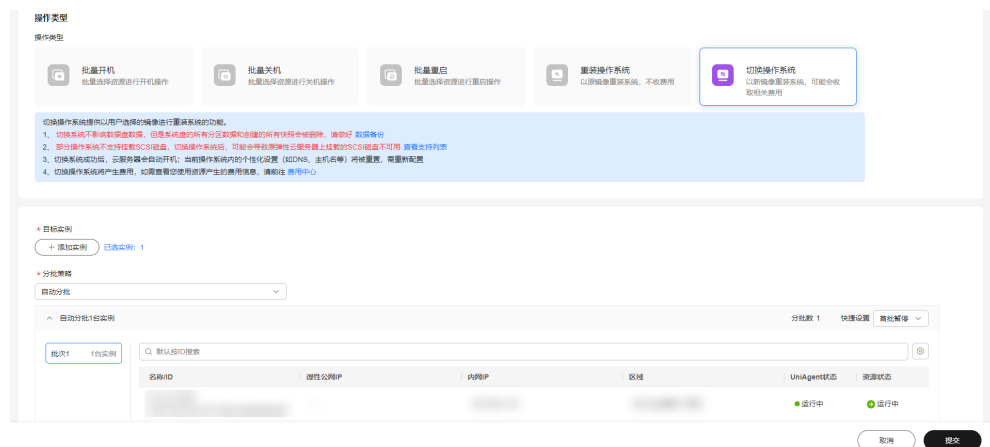 操作类型
操作类型
批量开机
批量选择资源进行开机操作
批量关机
批量选择资源进行关机操作
批量重启
批量选择资源进行重启操作
重装操作系统
以原镜像重装系统，不收费用
切换操作系统
以新镜像重装系统，可能会收
取相关费用
切换操作系统提供以用户选择的镜像进行重装系统的功能。
1、 切换系统不影响数据盘数据，但是系统盘的所有分区数据和创建的所有快照会被删除，请做好 数据备份
2、 部分操作系统不支持挂载SCSI磁盘，切换操作系统后，可能会导致原弹性云服务器上挂载的SCSI磁盘不可用 查看支持列表
3、切换系统成功后，云服务器会自动开机；当前操作系统内的个性化设置（如DNS、主机名等）将被重置，需重新配置
4、切换操作系统将产生费用，如需查看您使用资源产生的费用信息，请前往 费用中心
* 目标实例
+ 添加实例 已选实例：1
* 分批策略
自动分批
自动分批1台实例 分批数 1 快捷设置 首批暂停
批次1 1台实例
默认按ID搜索
名称/ID 弹性公网IP 内网IP 区域 UniAgent状态 资源状态
运行中 运行中
取消 提交